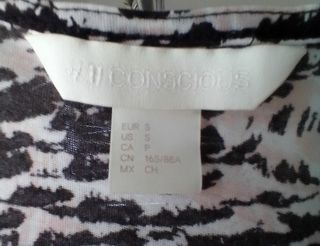 H&M CONSCIOUS
EUR S
US S
CA P
CN 165/88A
MX CH